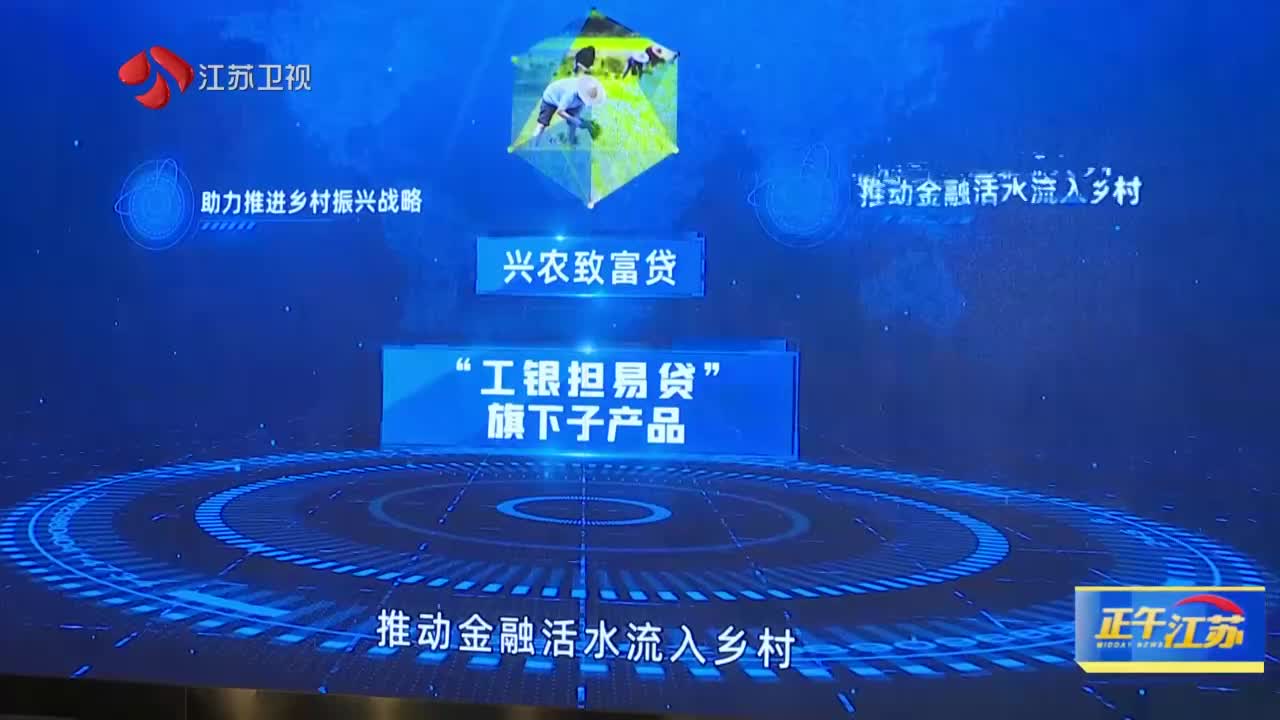 江苏卫视
助力推进乡村振兴战略
推动金融活水流入乡村
兴农致富贷
“工银担易贷”
旗下子产品
推动金融活水流入乡村
正午江苏
MIDDAY NEWS